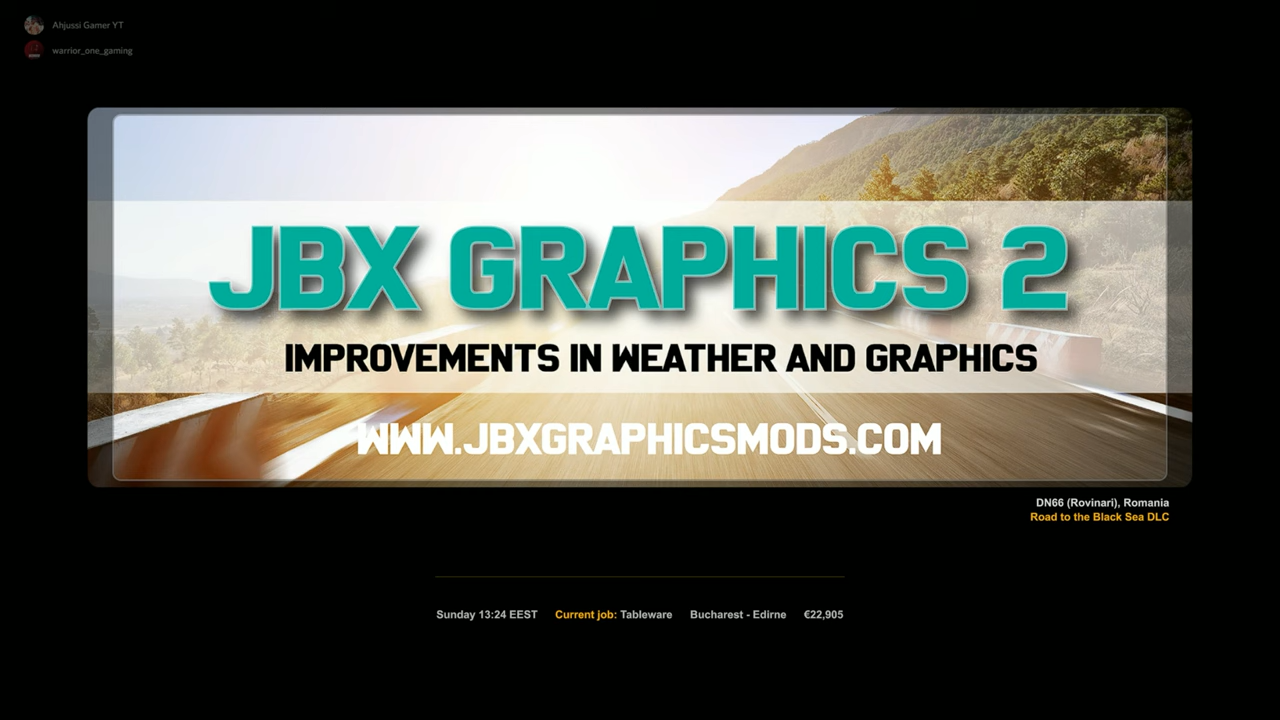 Ahjussi Gamer YT
warrior_one_gaming
JBX GRAPHICS 2
IMPROVEMENTS IN WEATHER AND GRAPHICS
WWW.JBXGRAPHICSMODS.COM
DN66 (Rovinari), Romania
Road to the Black Sea DLC
Sunday 13:24 EEST Current job: Tableware Bucharest - Edirne €22,905